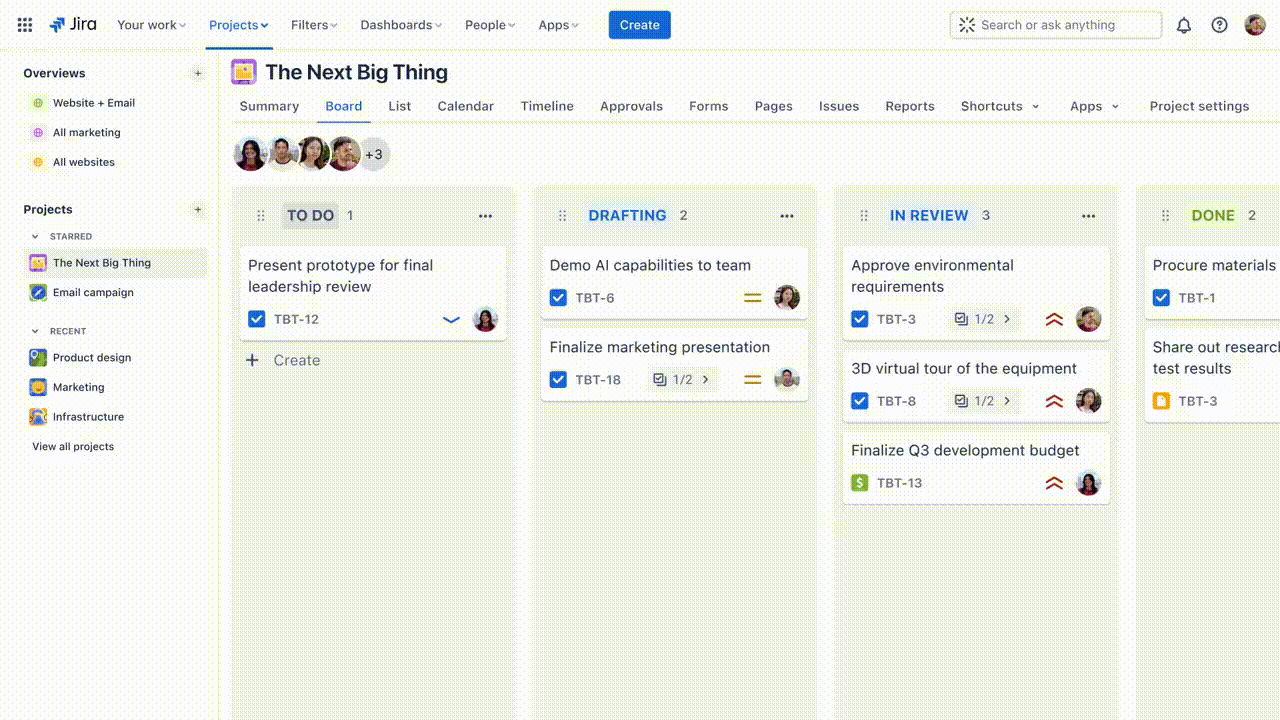 Jira
Your work
Projects
Filters
Dashboards
People
Apps
Create
Search or ask anything
Overviews
Website + Email
All marketing
All websites
Projects
STARRED
The Next Big Thing
Email campaign
RECENT
Product design
Marketing
Infrastructure
View all projects
The Next Big Thing
Summary
Board
List
Calendar
Timeline
Approvals
Forms
Pages
Issues
Reports
Shortcuts
Apps
Project settings
+3
TO DO 1
Present prototype for final
leadership review
TBT-12
Create
DRAFTING 2
Demo AI capabilities to team
TBT-6
Finalize marketing presentation
TBT-18 1/2
IN REVIEW 3
Approve environmental
requirements
TBT-3 1/2
3D virtual tour of the equipment
TBT-8 1/2
Finalize Q3 development budget
$ TBT-13
DONE 2
Procure materials
TBT-1
Share out research
test results
TBT-3